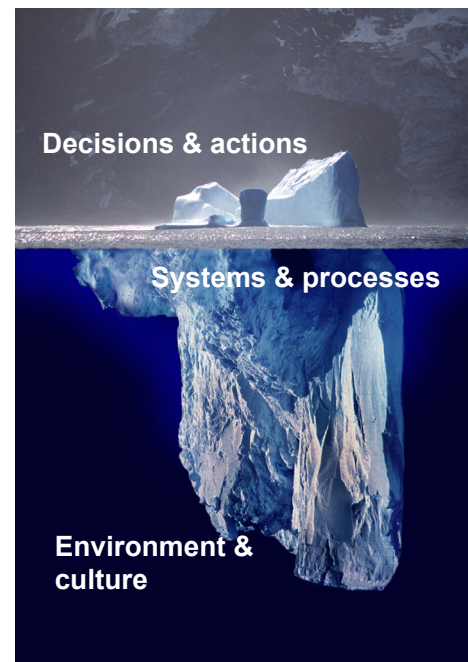 Decisions & actions
Systems & processes
Environment &
culture